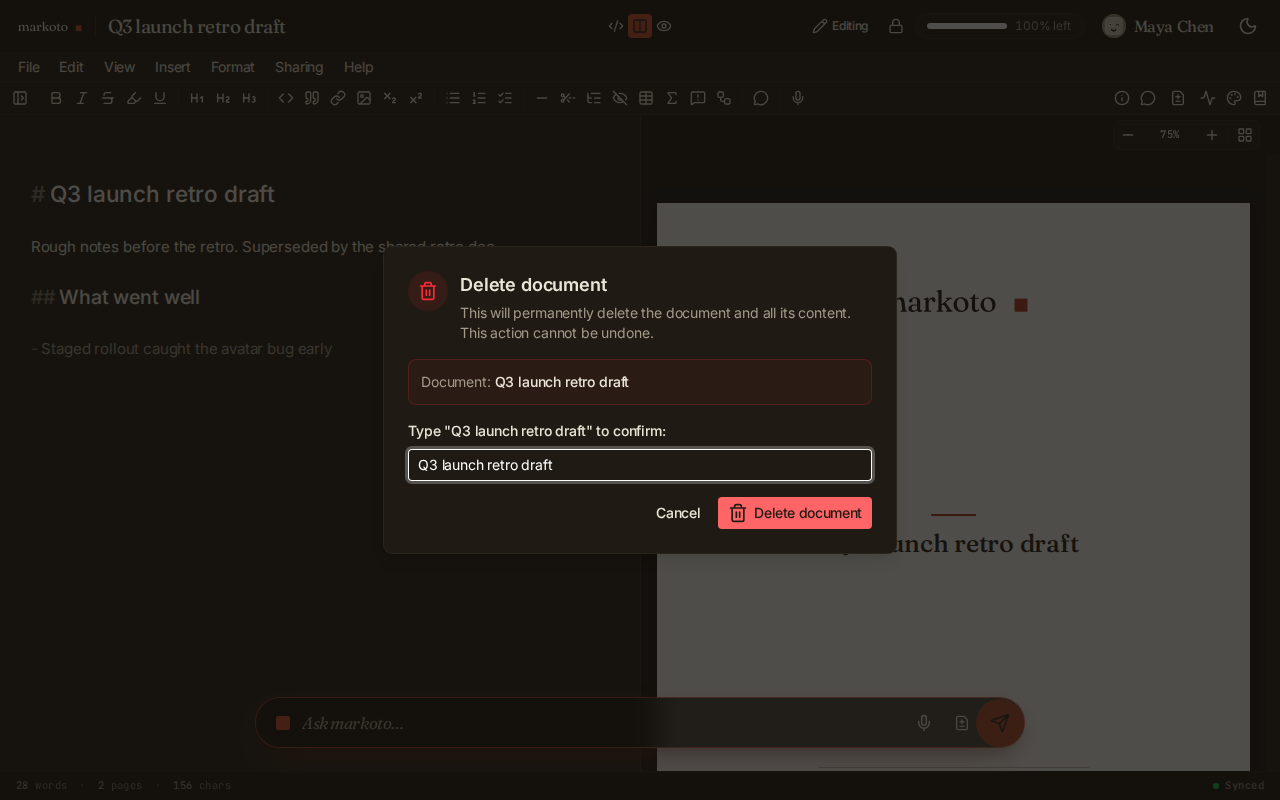 markoto
Q3 launch retro draft
Editing
100% left
Maya Chen
File Edit View Insert Format Sharing Help
H1 H2 H3
75%
# Q3 launch retro draft
Rough notes before the retro. Superseded by the shared retro doc.
## What went well
- Staged rollout caught the avatar bug early
markoto
Delete document
This will permanently delete the document and all its content.
This action cannot be undone.
Document: Q3 launch retro draft
Type "Q3 launch retro draft" to confirm:
Q3 launch retro draft
Cancel
Delete document
launch retro draft
Ask markoto...
28 words · 2 pages · 156 chars
Synced